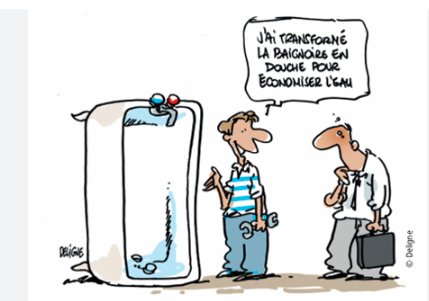 J'AI TRANSFORMÉ
LA BAIGNOIRE EN
DOUCHE POUR
ÉCONOMISER L'EAU
DELIGNE
© Deligne